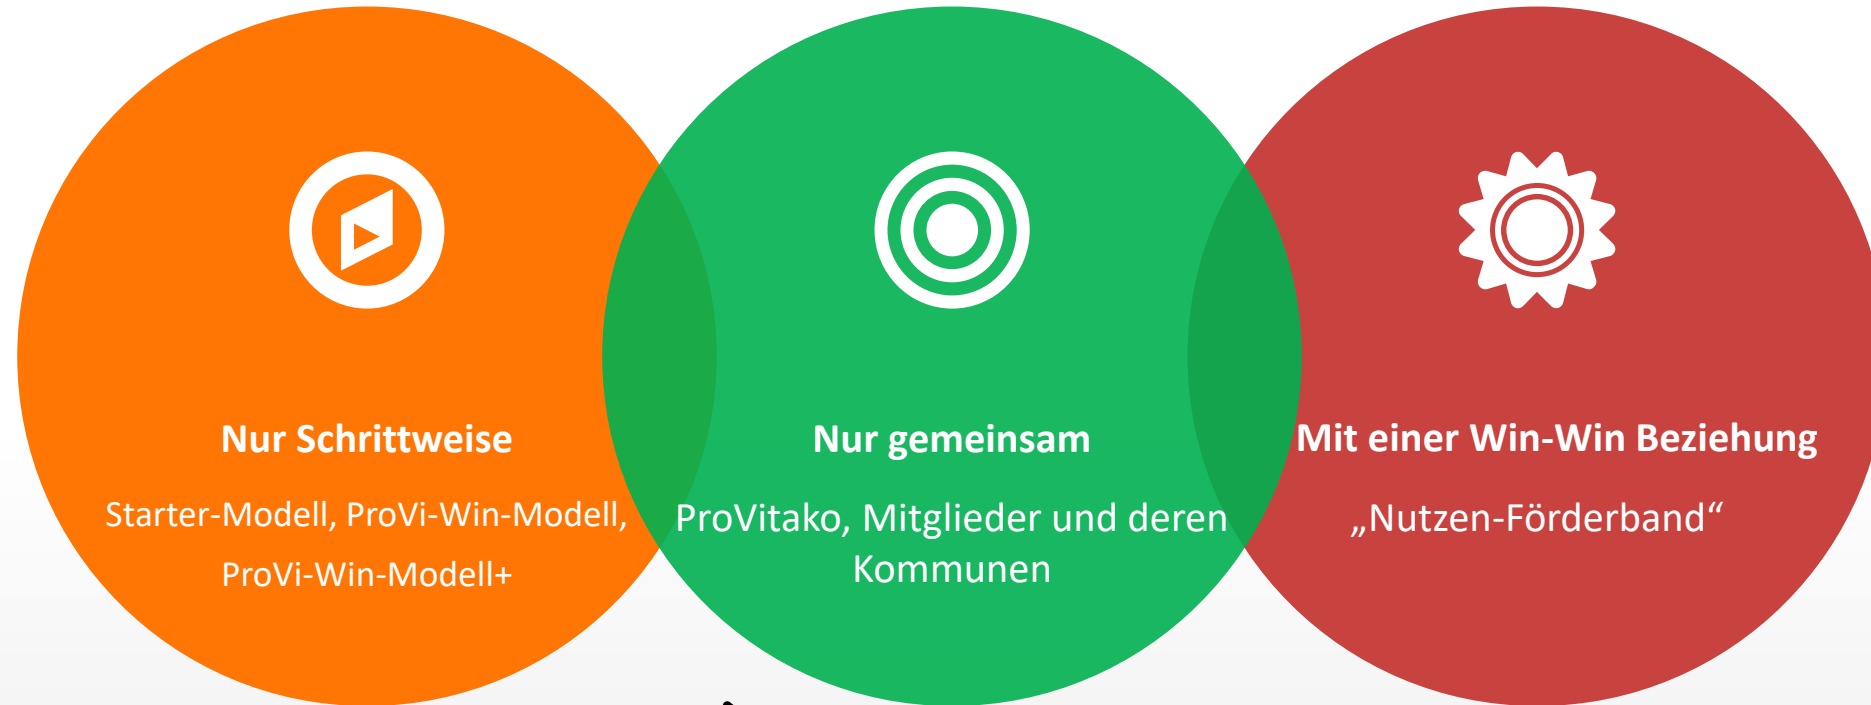 Nur Schrittweise
Starter-Modell, ProVi-Win-Modell,
ProVi-Win-Modell+
Nur gemeinsam
ProVitako, Mitglieder und deren
Kommunen
Mit einer Win-Win Beziehung
„Nutzen-Förderband“